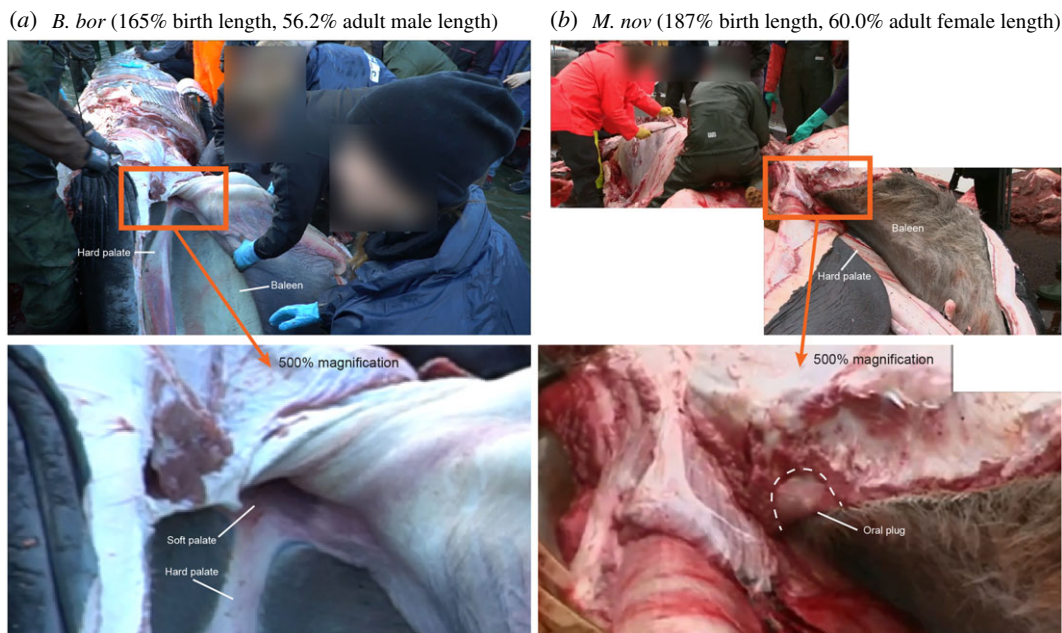 (a) B. bor (165% birth length, 56.2% adult male length)
Hard palate
Baleen
500% magnification
Soft palate
Hard palate
(b) M. nov (187% birth length, 60.0% adult female length)
Baleen
Hard palate
500% magnification
Oral plug